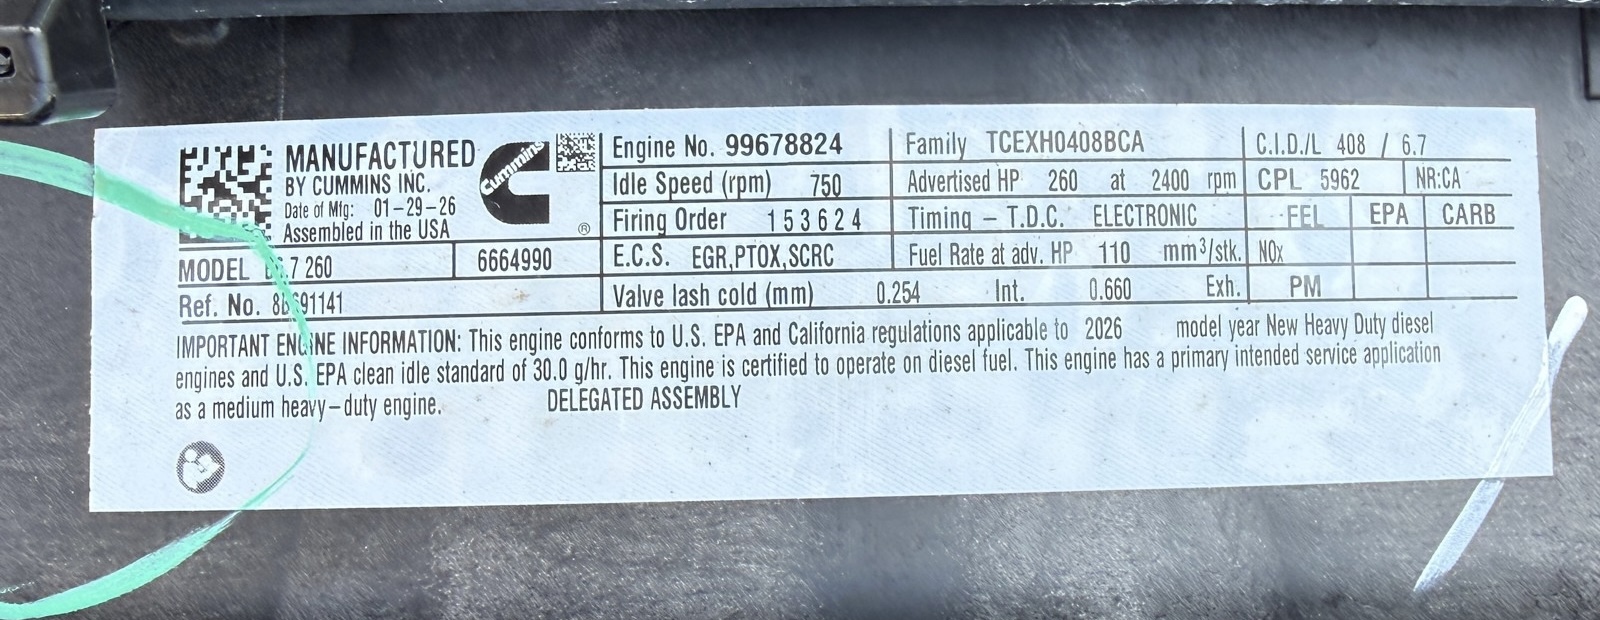 MANUFACTURED
BY CUMMINS INC.
Date of Mfg: 01-29-26
Assembled in the USA
Cummins
®
MODEL 6.7 260 6664990
Ref. No.
Engine No. 99678824
Idle Speed (rpm) 750
Firing Order 153624
E.C.S. EGR,PTOX,SCRC
Valve lash cold (mm) 0.254 Int. 0.660 Exh.
Family TCEXH0408BCA
Advertised HP 260 at 2400 rpm
Timing - T.D.C. ELECTRONIC
Fuel Rate at adv. HP 110 mm³/stk.
C.I.D./L 408 / 6.7
CPL 5962 NR:CA
FEL EPA CARB
NOx
PM
IMPORTANT ENGINE INFORMATION: This engine conforms to U.S. EPA and California regulations applicable to 2026 model year New Heavy Duty diesel
engines and U.S. EPA clean idle standard of 30.0 g/hr. This engine is certified to operate on diesel fuel. This engine has a primary intended service application
as a medium heavy-duty engine. DELEGATED ASSEMBLY